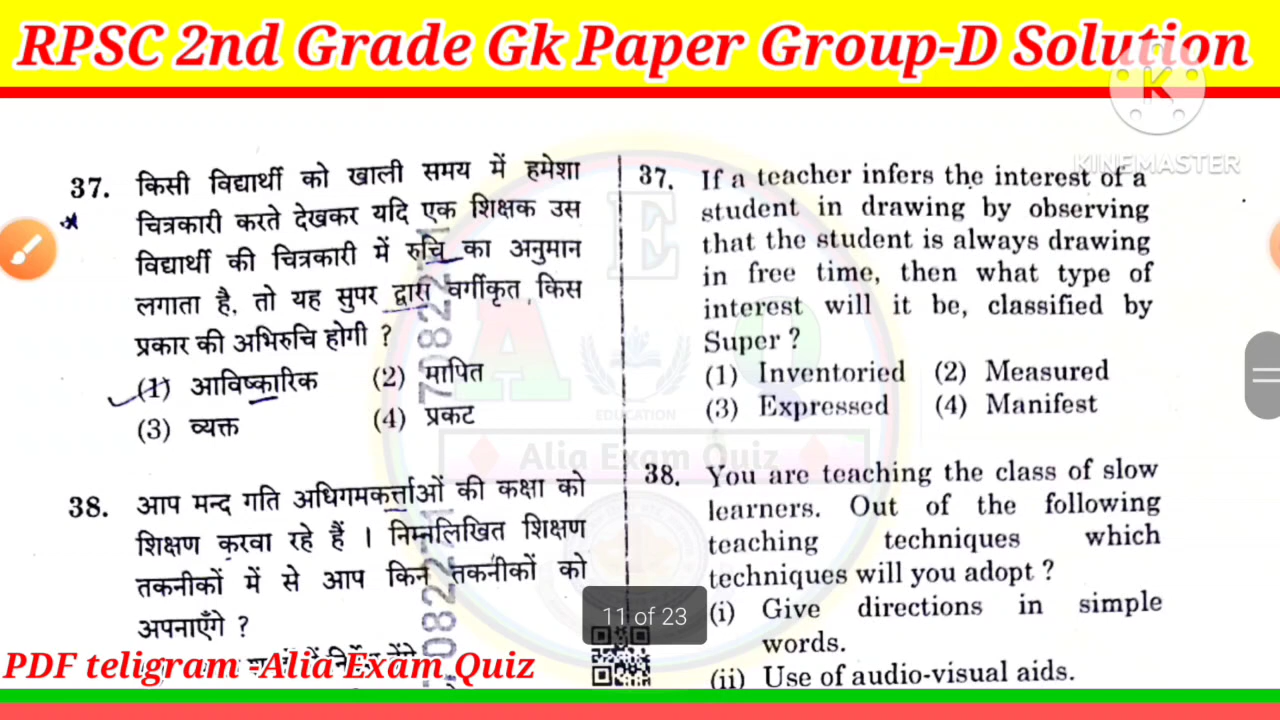 RPSC 2nd Grade Gk Paper Group-D Solution
K
KINEMASTER
37. किसी विद्यार्थी को खाली समय में हमेशा
चित्रकारी करते देखकर यदि एक शिक्षक उस
विद्यार्थी की चित्रकारी में रुचि का अनुमान
लगाता है, तो यह सुपर द्वारा वर्गीकृत किस
प्रकार की अभिरुचि होगी ?
(1) आविष्कारिक (2) मापित
(3) व्यक्त (4) प्रकट
38. आप मन्द गति अधिगमकर्त्ताओं की कक्षा को
शिक्षण करवा रहे हैं । निम्नलिखित शिक्षण
तकनीकों में से आप किन तकनीकों को
अपनाएँगे ?
37. If a teacher infers the interest of a
student in drawing by observing
that the student is always drawing
in free time, then what type of
interest will it be, classified by
Super ?
(1) Inventoried (2) Measured
(3) Expressed (4) Manifest
38. You are teaching the class of slow
learners. Out of the following
teaching techniques which
techniques will you adopt ?
(i) Give directions in simple
words.
(ii) Use of audio-visual aids.
E
A Q
EDUCATION
Alia Exam Quiz
11 of 23
PDF teligram -Alia Exam Quiz